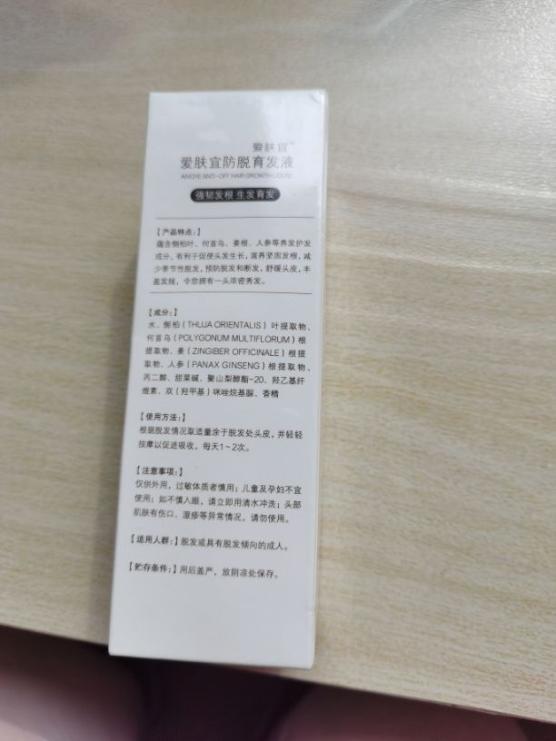 爱肤宜™
爱肤宜防脱育发液
AIFUYI ANTI-OFF HAIR GROWTH LIQUID
强韧发根 生发育发
【产品特点:】
蕴含侧柏叶、何首乌、姜根、人参等养发护发
成分,有利于促使头发生长,滋养坚固发根,减
少季节性脱发,预防脱发和断发,舒缓头皮,丰
盈发丝,令您拥有一头浓密秀发。
【成分:】
水、侧柏(THUJA ORIENTALIS)叶提取物、
何首乌(POLYGONUM MULTIFLORUM)根
提取物、姜(ZINGIBER OFFICINALE)根提
取物、人参(PANAX GINSENG)根提取物、
丙二醇、甜菜碱、聚山梨醇酯-20、羟乙基纤
维素、双(羟甲基)咪唑烷基脲、香精
【使用方法:】
根据脱发情况取适量涂于脱发处头皮,并轻轻
按摩以促进吸收。每天1~2次。
【注意事项:】
仅供外用,过敏体质者慎用;儿童及孕妇不宜
使用;如不慎入眼,请立即用清水冲洗;头部
肌肤有伤口、湿疹等异常情况,请勿使用。
【适用人群:】脱发或具有脱发倾向的成人。
【贮存条件:】用后盖严,放阴凉处保存。